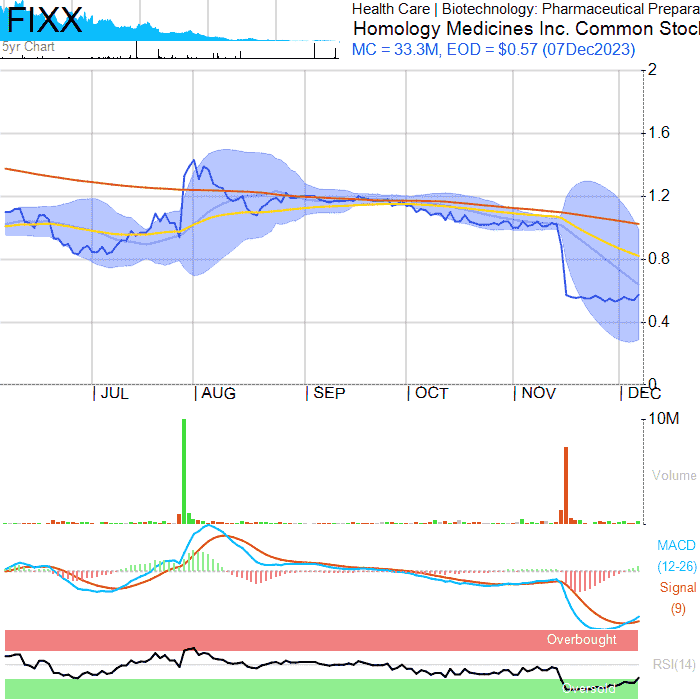 FIXX
Health Care | Biotechnology: Pharmaceutical Prepara
Homology Medicines Inc. Common Stoc
MC = 33.3M, EOD = $0.57 (07Dec2023)
5yr Chart
2
1.6
1.2
0.8
0.4
0
JUL AUG SEP OCT NOV DEC
10M
Volume
MACD
(12-26)
Signal
(9)
Overbought
RSI(14)
Oversold